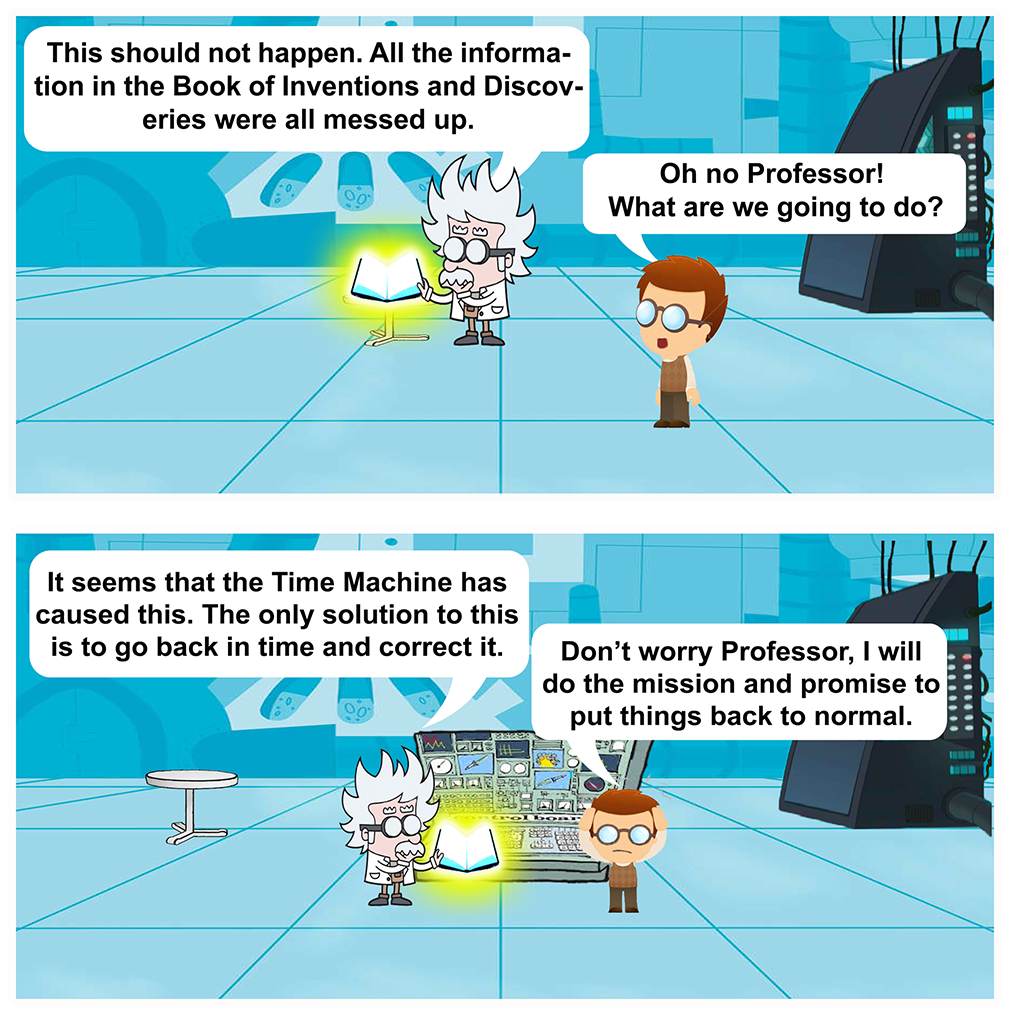 This should not happen. All the informa-
tion in the Book of Inventions and Discov-
eries were all messed up.
Oh no Professor!
What are we going to do?
It seems that the Time Machine has
caused this. The only solution to this
is to go back in time and correct it.
Don’t worry Professor, I will
do the mission and promise to
put things back to normal.